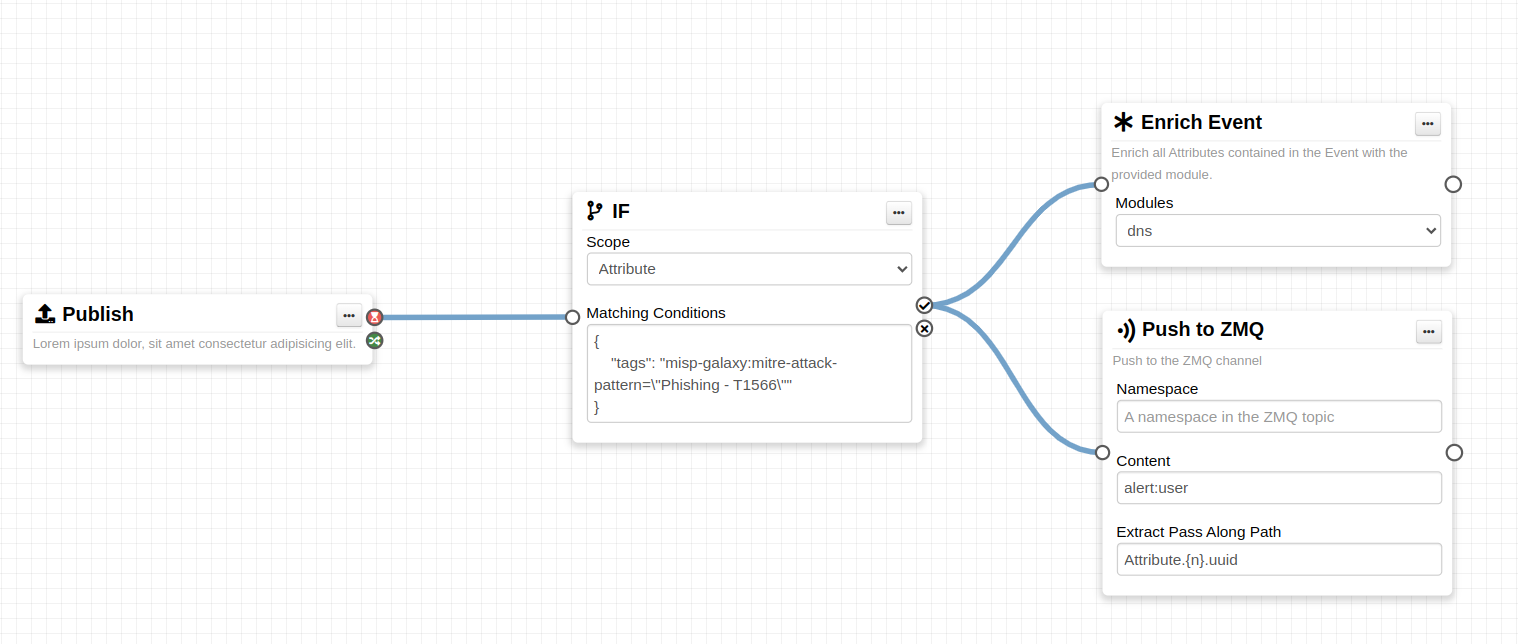 Publish
...
Lorem ipsum dolor, sit amet consectetur adipisicing elit.
IF
...
Scope
Attribute
Matching Conditions
{
"tags": "misp-galaxy:mitre-attack-
pattern=\"Phishing - T1566\""
}
Enrich Event
...
Enrich all Attributes contained in the Event with the
provided module.
Modules
dns
Push to ZMQ
...
Push to the ZMQ channel
Namespace
A namespace in the ZMQ topic
Content
alert:user
Extract Pass Along Path
Attribute.{n}.uuid